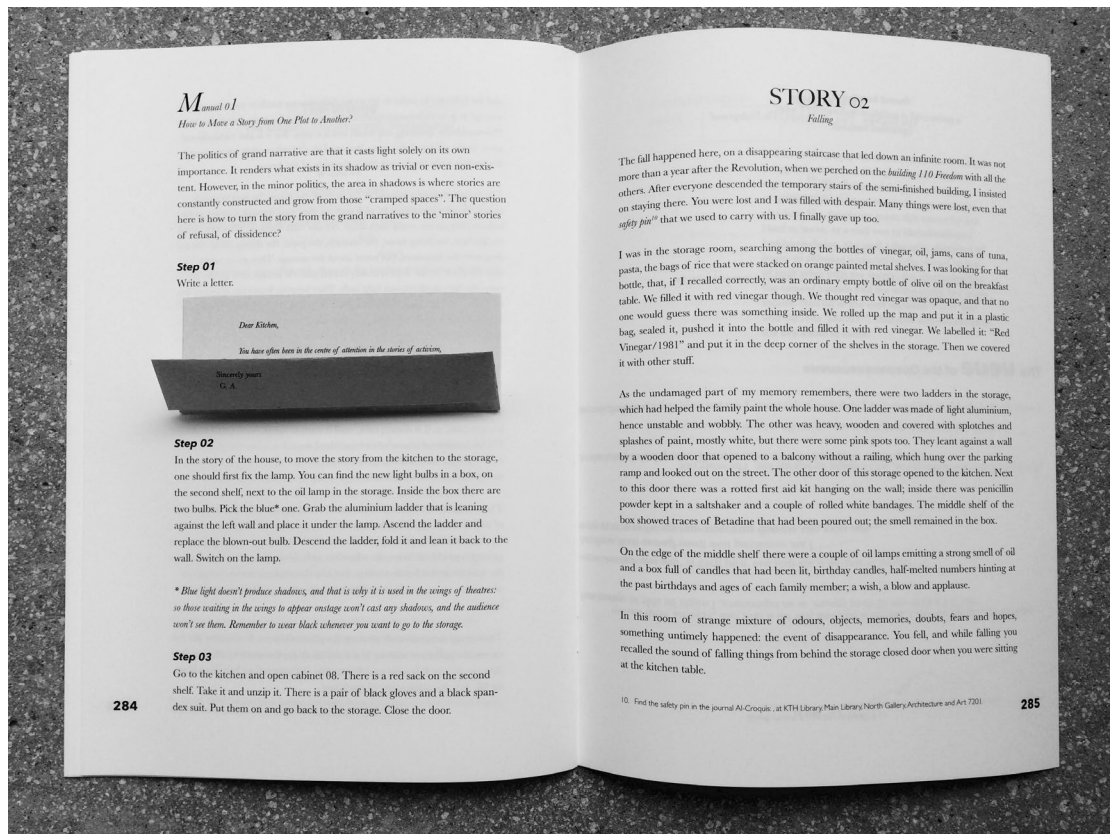 Manual 01
How to Move a Story from One Plot to Another?
The politics of grand narrative are that it casts light solely on its own
importance. It renders what exists in its shadow as trivial or even non-exis-
tent. However, in the minor politics, the area in shadows is where stories are
constantly constructed and grow from those “cramped spaces”. The question
here is how to turn the story from the grand narratives to the ‘minor’ stories
of refusal, of dissidence?
Step 01
Write a letter.
Dear Kitchen,
You have often been in the centre of attention in the stories of activism,
Sincerely yours
G. A.
Step 02
In the story of the house, to move the story from the kitchen to the storage,
one should first fix the lamp. You can find the new light bulbs in a box, on
the second shelf, next to the oil lamp in the storage. Inside the box there are
two bulbs. Pick the blue* one. Grab the aluminium ladder that is leaning
against the left wall and place it under the lamp. Ascend the ladder and
replace the blown-out bulb. Descend the ladder, fold it and lean it back to the
wall. Switch on the lamp.
* Blue light doesn’t produce shadows, and that is why it is used in the wings of theatres:
so those waiting in the wings to appear onstage won’t cast any shadows, and the audience
won’t see them. Remember to wear black whenever you want to go to the storage.
Step 03
Go to the kitchen and open cabinet 08. There is a red sack on the second
shelf. Take it and unzip it. There is a pair of black gloves and a black span-
dex suit. Put them on and go back to the storage. Close the door.
284
STORY 02
Falling
The fall happened here, on a disappearing staircase that led down an infinite room. It was not
more than a year after the Revolution, when we perched on the building 110 Freedom with all the
others. After everyone descended the temporary stairs of the semi-finished building, I insisted
on staying there. You were lost and I was filled with despair. Many things were lost, even that
safety pin¹⁰ that we used to carry with us. I finally gave up too.
I was in the storage room, searching among the bottles of vinegar, oil, jams, cans of tuna,
pasta, the bags of rice that were stacked on orange painted metal shelves. I was looking for that
bottle, that, if I recalled correctly, was an ordinary empty bottle of olive oil on the breakfast
table. We filled it with red vinegar though. We thought red vinegar was opaque, and that no
one would guess there was something inside. We rolled up the map and put it in a plastic
bag, sealed it, pushed it into the bottle and filled it with red vinegar. We labelled it: “Red
Vinegar/1981” and put it in the deep corner of the shelves in the storage. Then we covered
it with other stuff.
As the undamaged part of my memory remembers, there were two ladders in the storage,
which had helped the family paint the whole house. One ladder was made of light aluminium,
hence unstable and wobbly. The other was heavy, wooden and covered with splotches and
splashes of paint, mostly white, but there were some pink spots too. They leant against a wall
by a wooden door that opened to a balcony without a railing, which hung over the parking
ramp and looked out on the street. The other door of this storage opened to the kitchen. Next
to this door there was a rotted first aid kit hanging on the wall; inside there was penicillin
powder kept in a saltshaker and a couple of rolled white bandages. The middle shelf of the
box showed traces of Betadine that had been poured out; the smell remained in the box.
On the edge of the middle shelf there were a couple of oil lamps emitting a strong smell of oil
and a box full of candles that had been lit, birthday candles, half-melted numbers hinting at
the past birthdays and ages of each family member; a wish, a blow and applause.
In this room of strange mixture of odours, objects, memories, doubts, fears and hopes,
something untimely happened: the event of disappearance. You fell, and while falling you
recalled the sound of falling things from behind the storage closed door when you were sitting
at the kitchen table.
10. Find the safety pin in the journal Al-Croquis, at KTH Library, Main Library, North Gallery, Architecture and Art 7201
285